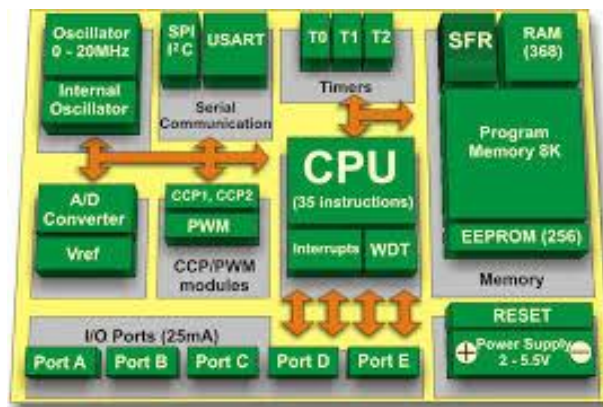 Oscillator
0 - 20MHz
Internal
Oscillator
SPI
I²C
USART
Serial
Communication
T0 T1 T2
Timers
SFR
RAM
(368)
Program
Memory 8K
EEPROM (256)
Memory
CPU
(35 instructions)
Interrupts
WDT
A/D
Converter
Vref
CCP1, CCP2
PWM
CCP/PWM
modules
I/O Ports (25mA)
Port A Port B Port C Port D Port E
RESET
+ Power Supply −
2 - 5.5V